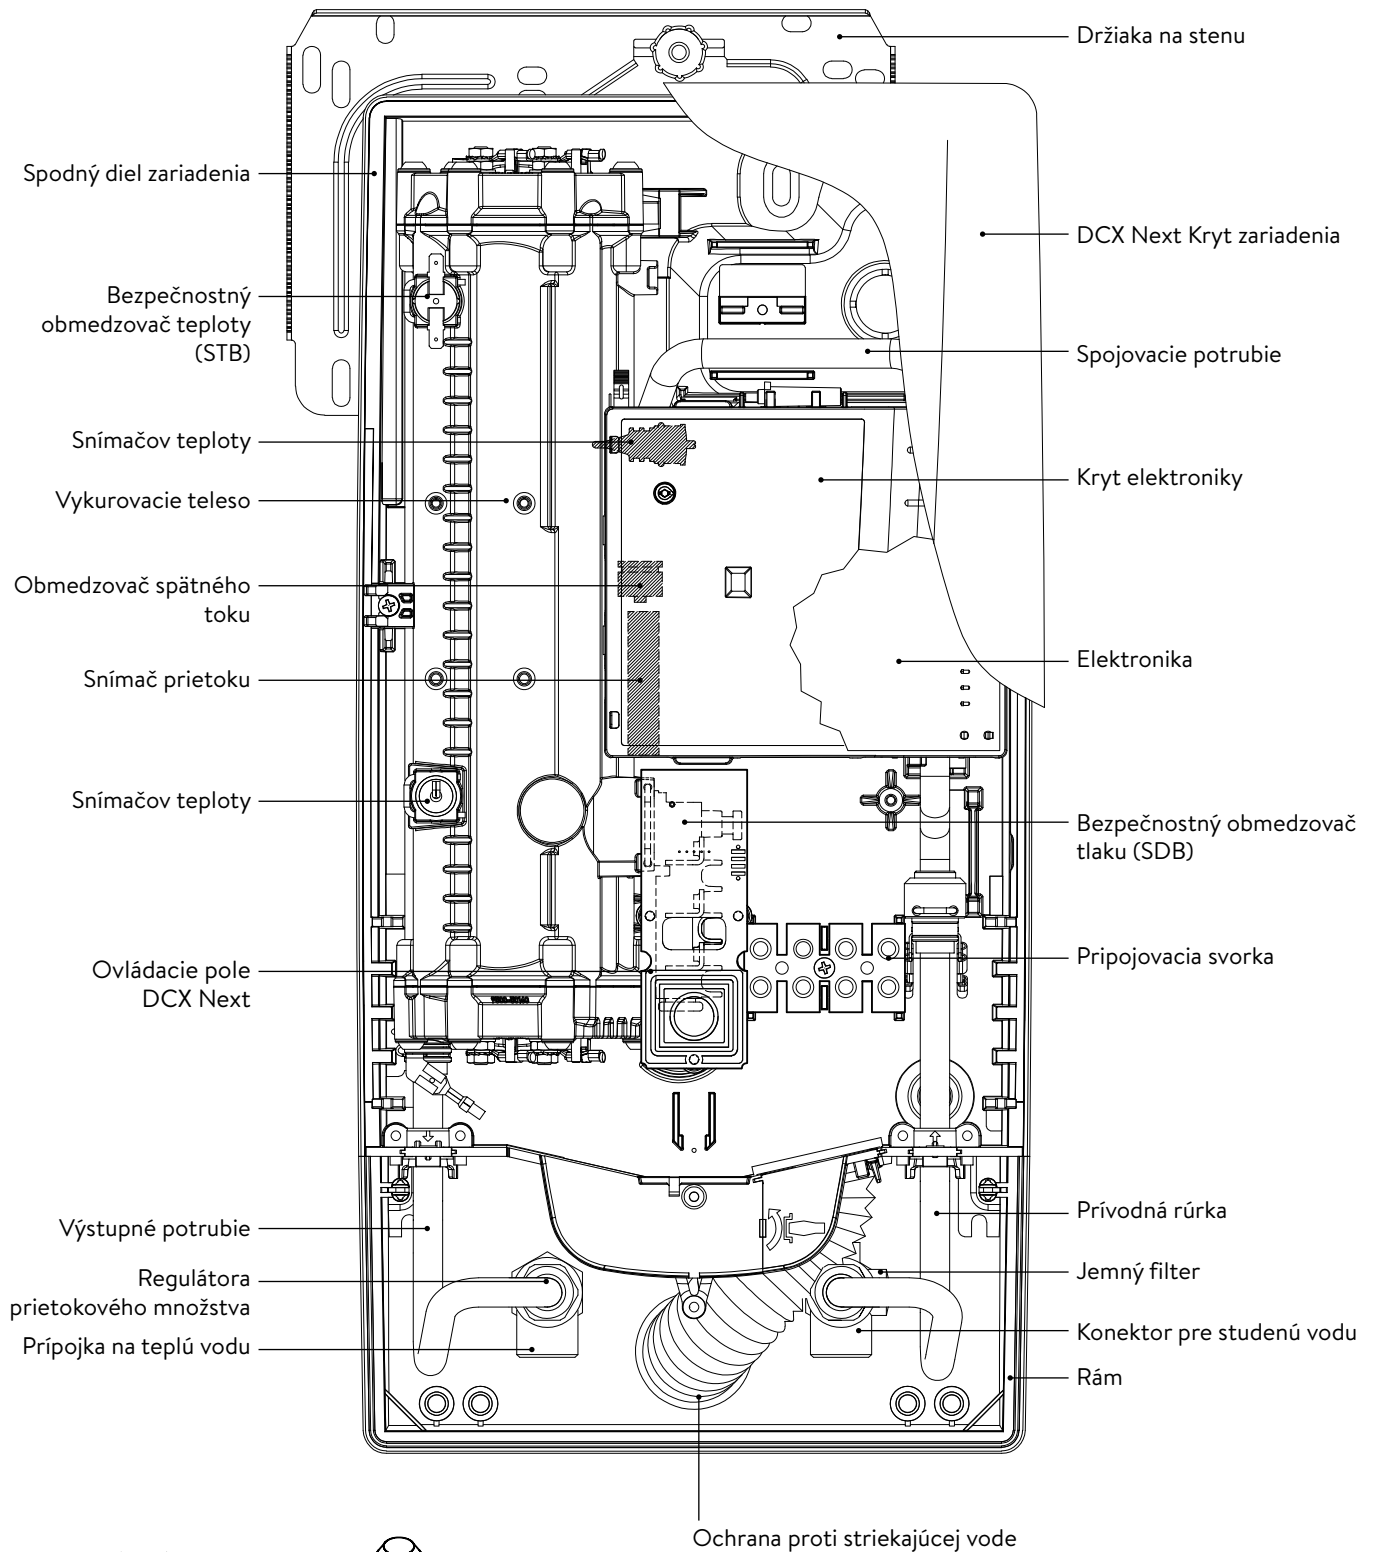 Držiaka na stenu
Spodný diel zariadenia
DCX Next Kryt zariadenia
Bezpečnostný
obmedzovač teploty
(STB)
Spojovacie potrubie
Snímačov teploty
Kryt elektroniky
Vykurovacie teleso
Obmedzovač spätného
toku
Elektronika
Snímač prietoku
Snímačov teploty
Bezpečnostný obmedzovač
tlaku (SDB)
Ovládacie pole
DCX Next
Pripojovacia svorka
Výstupné potrubie
Prívodná rúrka
Regulátora
prietokového množstva
Jemný filter
Prípojka na teplú vodu
Konektor pre studenú vodu
Rám
Ochrana proti striekajúcej vode